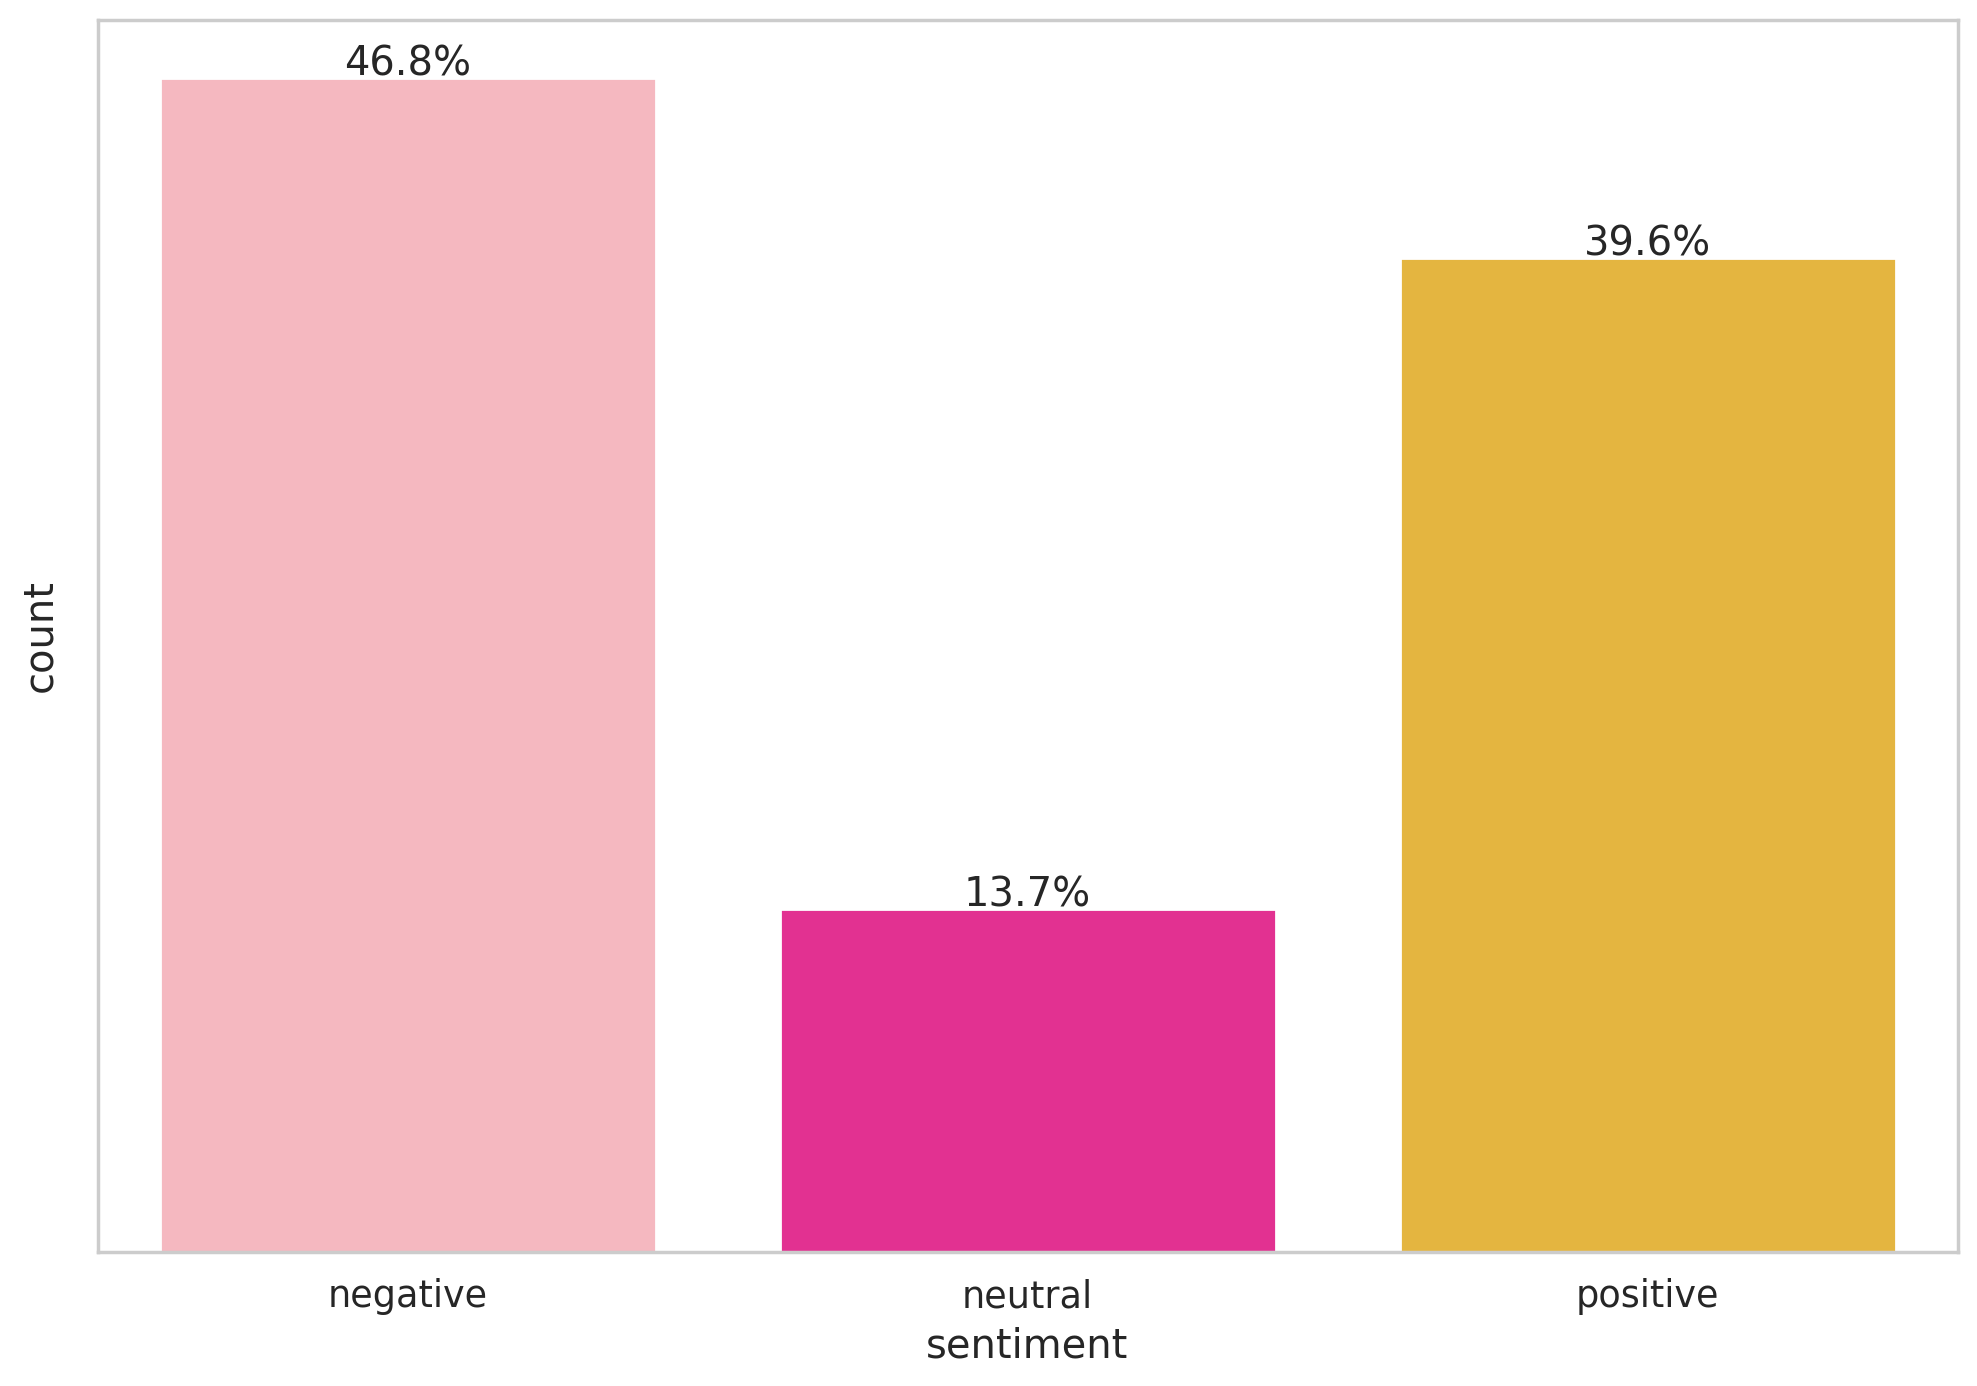 46.8%
39.6%
13.7%
count
negative
neutral
positive
sentiment